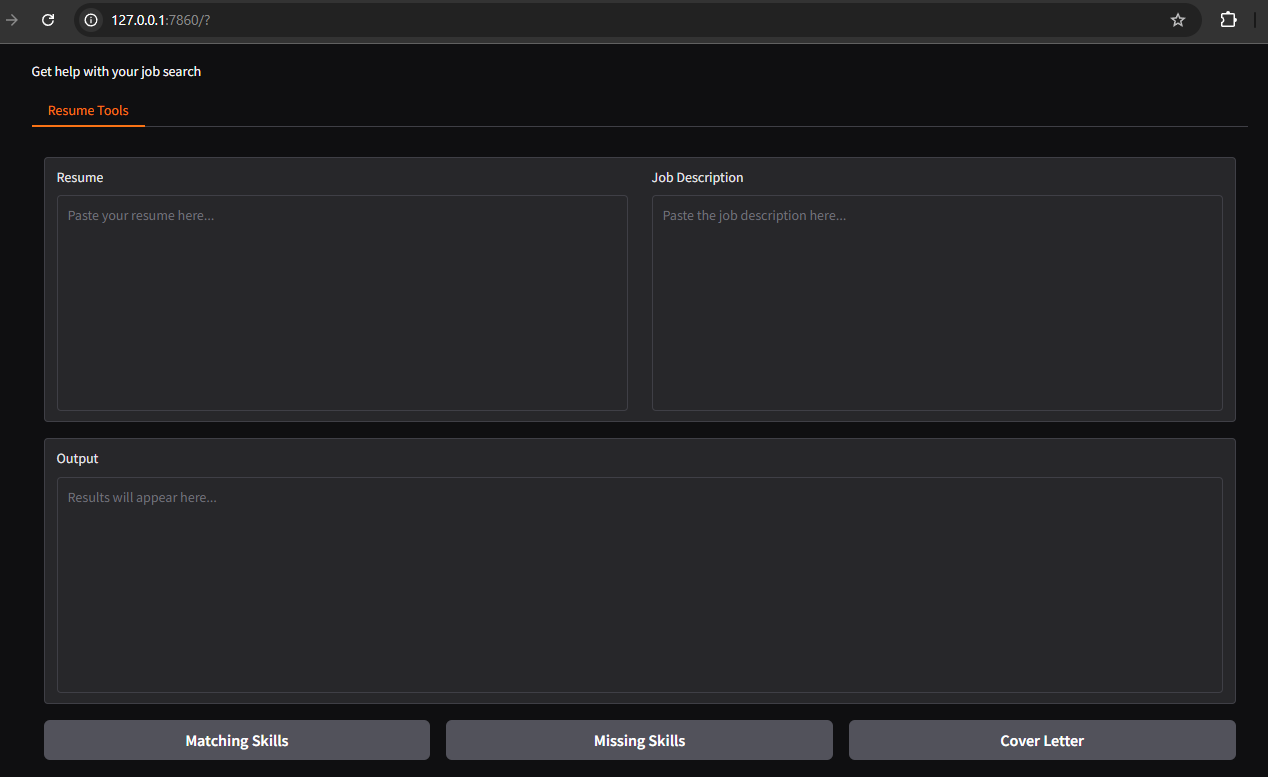 127.0.0.1:7860/?
Get help with your job search
Resume Tools
Resume
Job Description
Paste your resume here...
Paste the job description here...
Output
Results will appear here...
Matching Skills
Missing Skills
Cover Letter